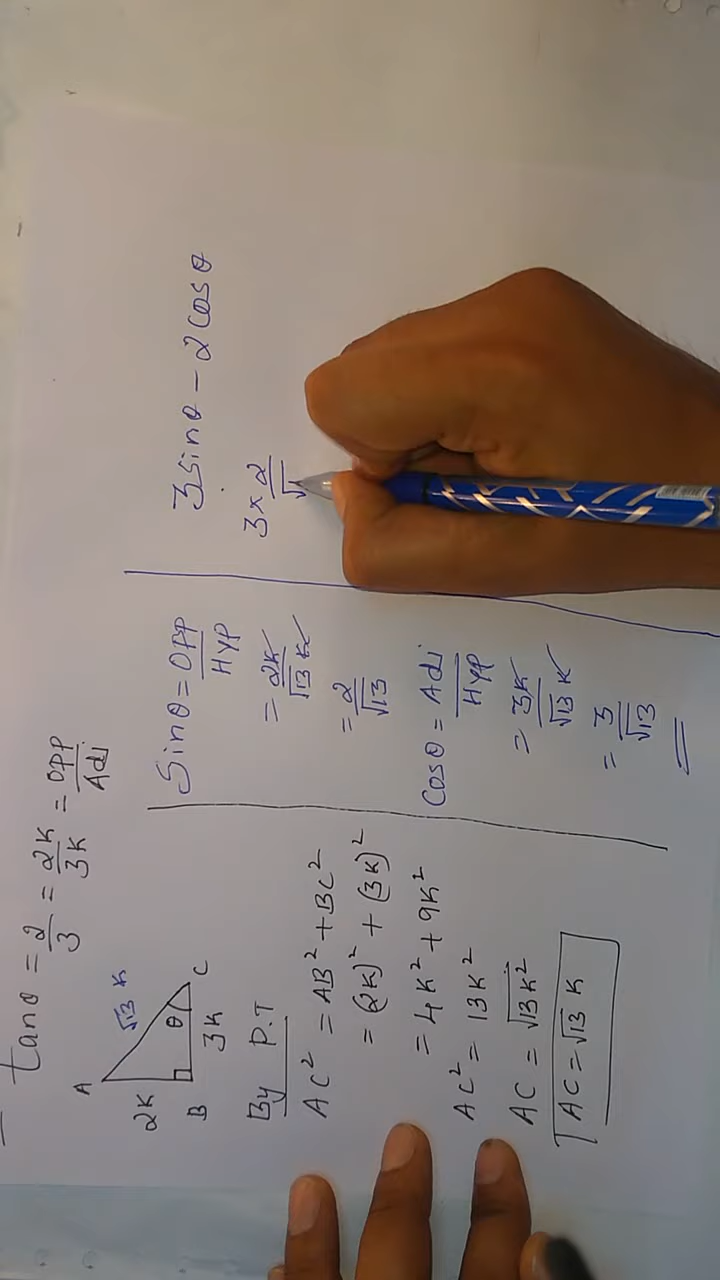 tanθ = 2/3 = 2K/3K = OPP/Adj
A
√13 K
2K
θ
B
3K
C
By P.T
AC² = AB² + BC²
= (2K)² + (3K)²
= 4K² + 9K²
AC² = 13K²
AC = √13K²
AC = √13 K
Sinθ = OPP/HYP
= 2K/√13 K
= 2/√13
Cosθ = Adj/HYP
= 3K/√13 K
= 3/√13
3Sinθ - 2Cosθ
3 × 2/√